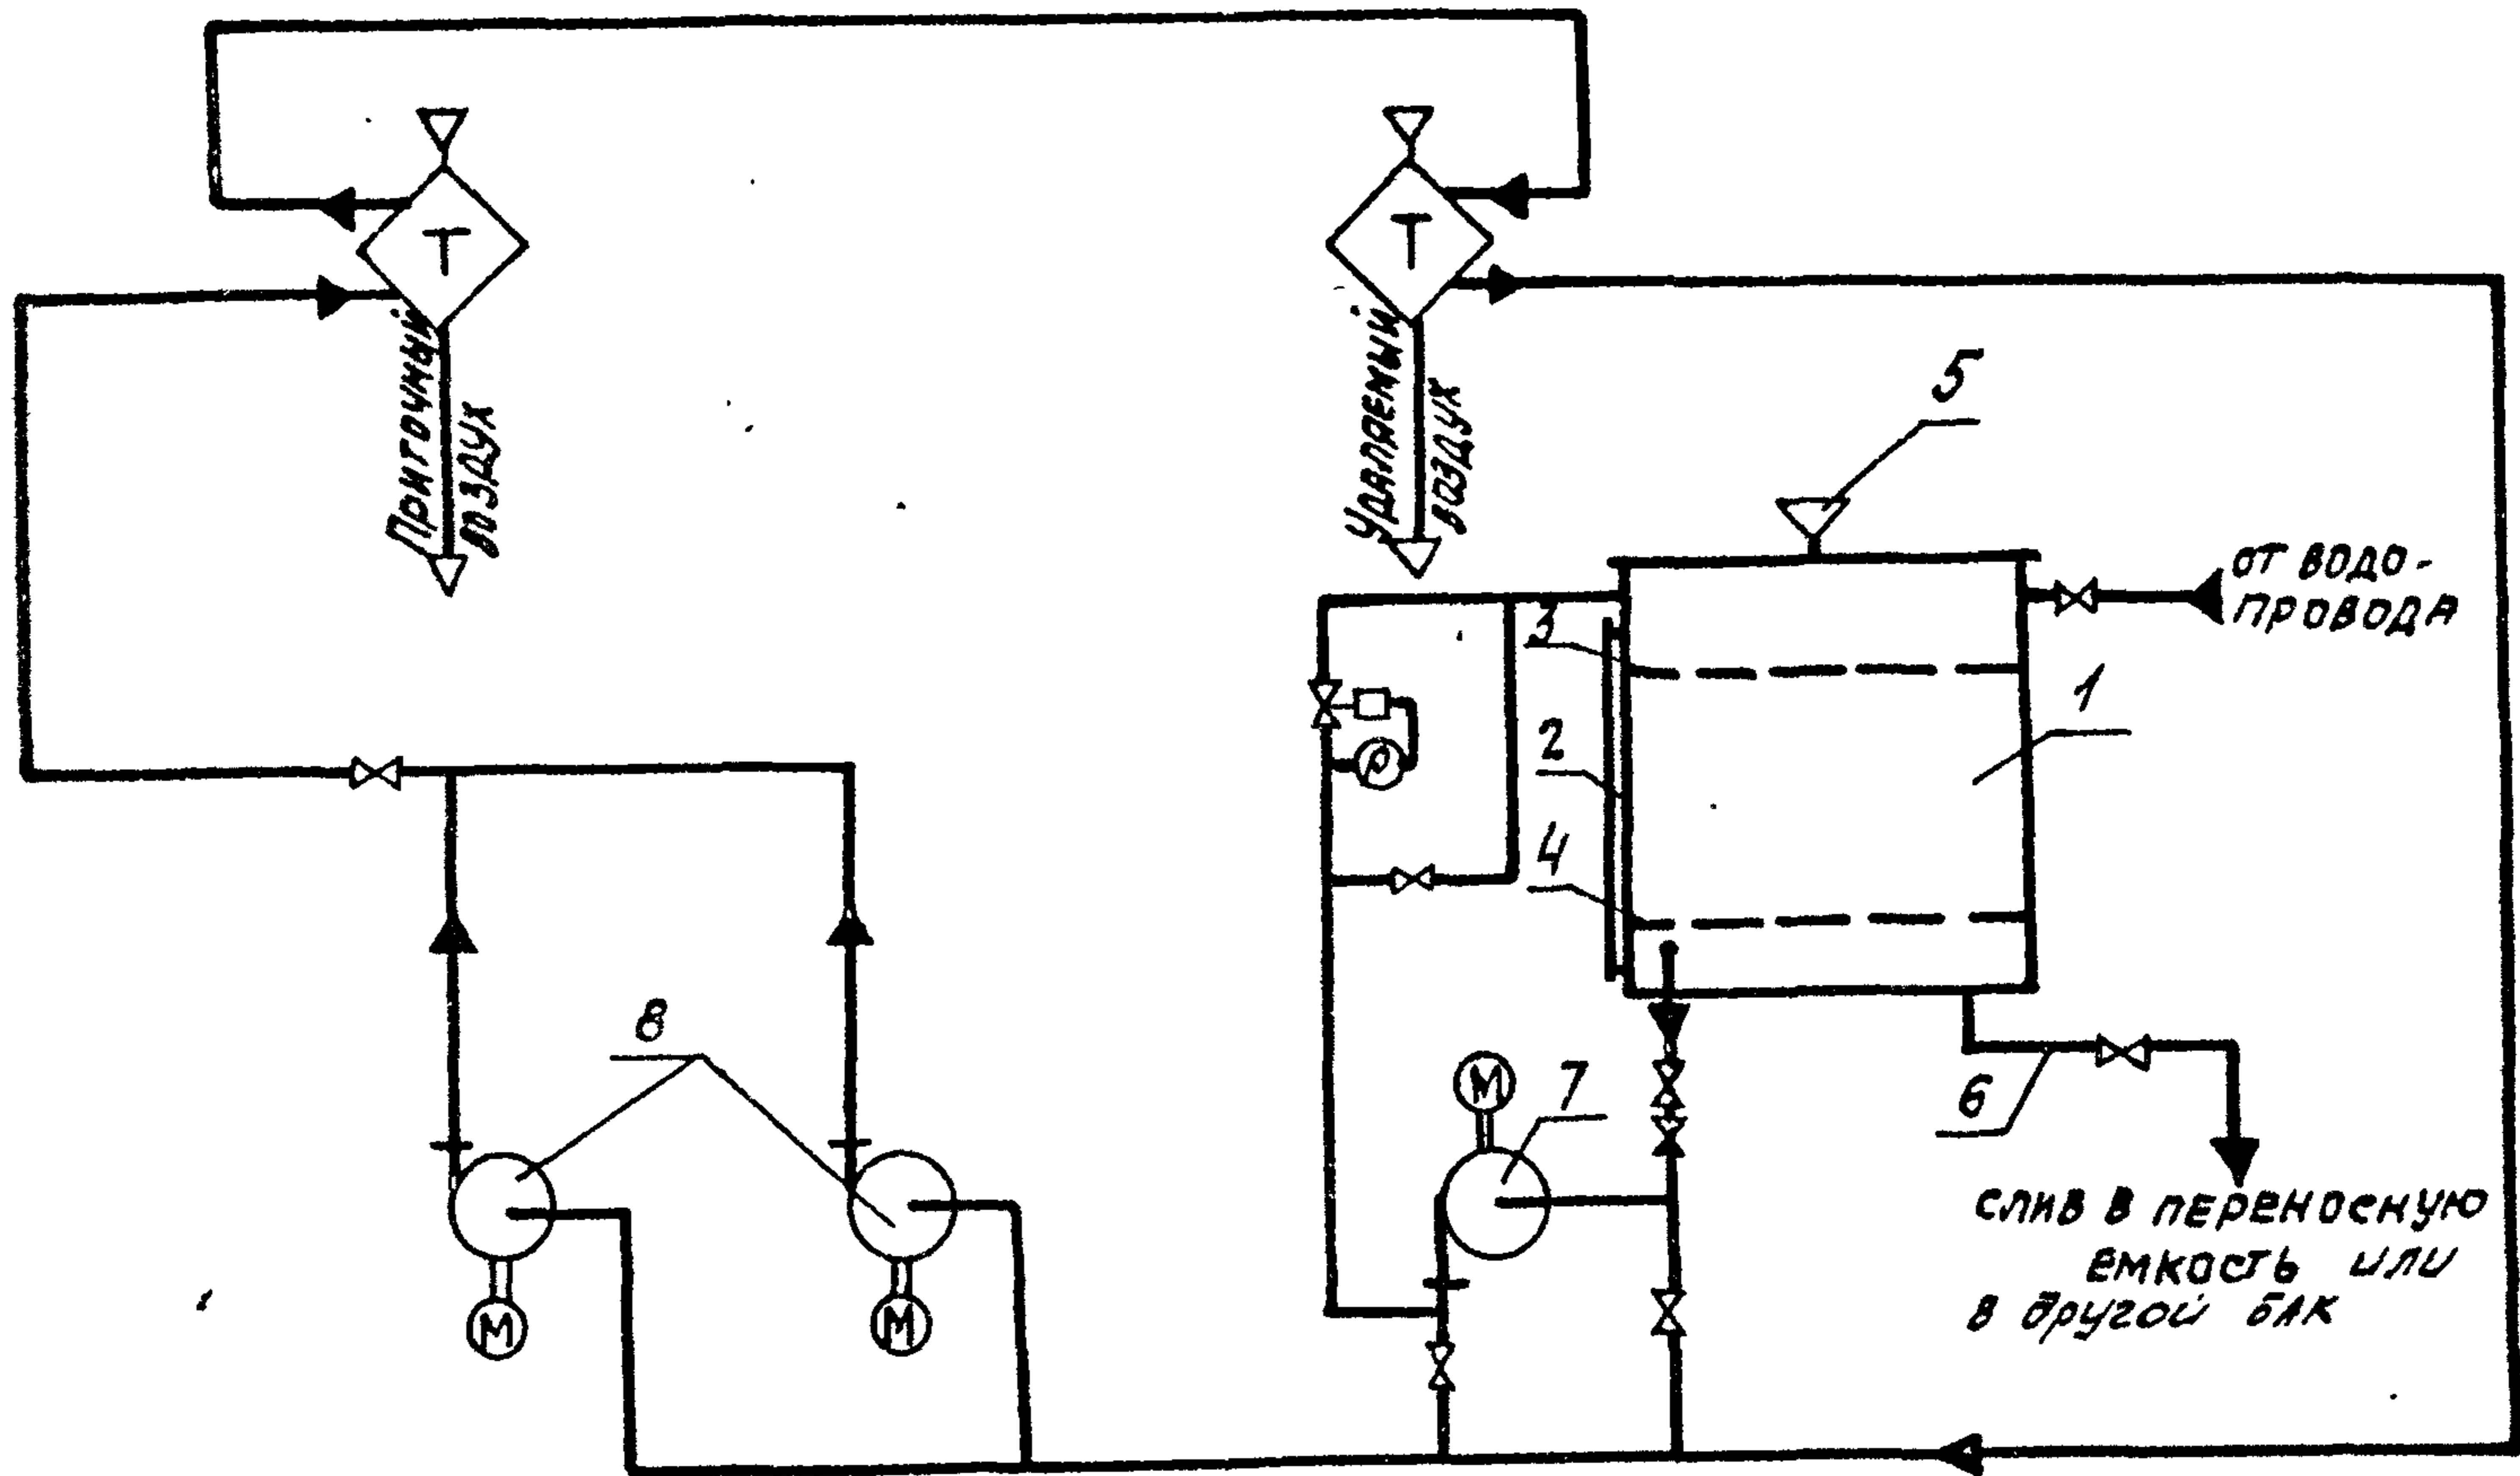 Т
Т
Приточный
воздух
Удаляемый
воздух
5
от водо-
провода
3
1
2
Р
4
8
М
7
6
слив в переносную
емкость или
в другой бак
М
М